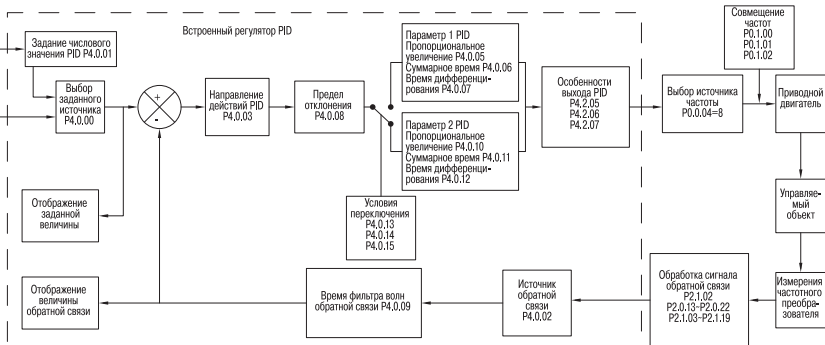 Встроенный регулятор PID
Задание числового
значения PID P4.0.01
Выбор
заданного
источника
P4.0.00
+
-
Направление
действий PID
P4.0.03
Предел
отклонения
P4.0.08
Параметр 1 PID
Пропорциональное
увеличение P4.0.05
Суммарное время P4.0.06
Время дифференци-
рования P4.0.07
Параметр 2 PID
Пропорциональное
увеличение P4.0.10
Суммарное время P4.0.11
Время дифференци-
рования P4.0.12
Особенности
выхода PID
P4.2.05
P4.2.06
P4.2.07
Выбор источника
частоты
P0.0.04=8
Совмещение
частот
P0.1.00
P0.1.01
P0.1.02
Приводной
двигатель
Управляе-
мый
объект
Измерения
частотного
преобра-
зователя
Обработка сигнала
обратной связи
P2.1.02
P2.0.13~P2.0.22
P2.1.03~P2.1.19
Источник
обратной
связи
P4.0.02
Время фильтра волн
обратной связи P4.0.09
Условия
переключения
P4.0.13
P4.0.14
P4.0.15
Отображение
заданной
величины
Отображение
величины
обратной связи